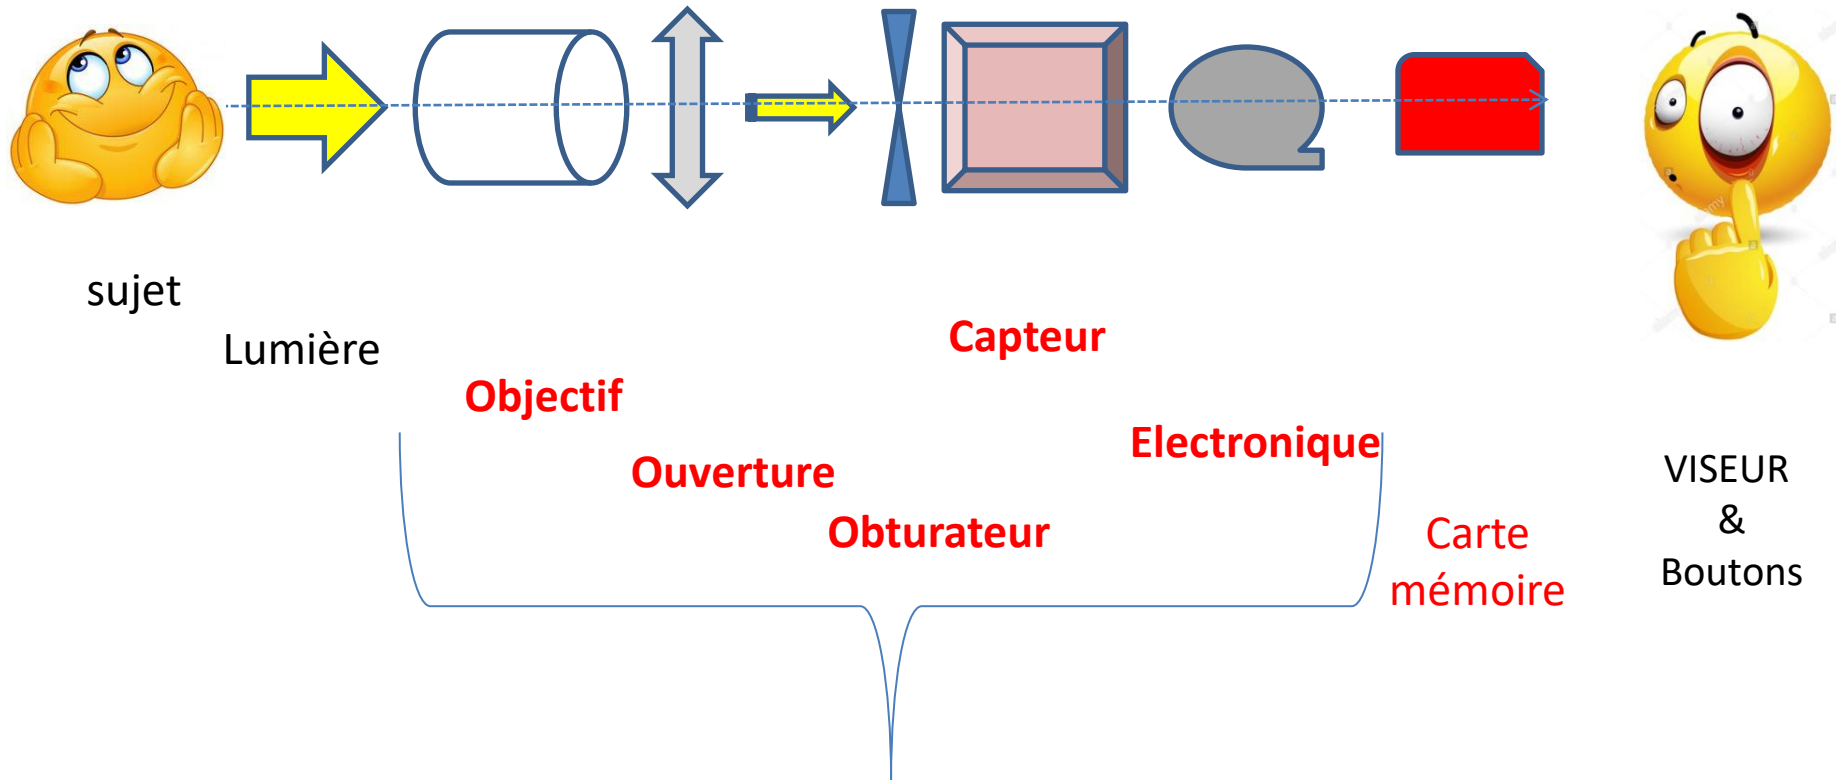 sujet
Lumière
Capteur
Objectif
Electronique
Ouverture
VISEUR
&
Boutons
Obturateur
Carte
mémoire